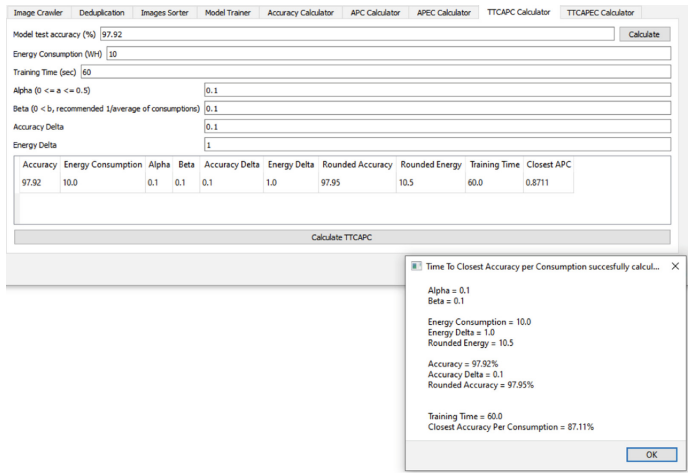 Image Crawler Deduplication Images Sorter Model Trainer Accuracy Calculator APC Calculator APEC Calculator TTCAPC Calculator TTCAPEC Calculator
Model test accuracy (%) 97.92 Calculate
Energy Consumption (WH) 10
Training Time (sec) 60
Alpha (0 <= a <= 0.5) 0.1
Beta (0 < b, recommended 1/average of consumptions) 0.1
Accuracy Delta 0.1
Energy Delta 1
Accuracy Energy Consumption Alpha Beta Accuracy Delta Energy Delta Rounded Accuracy Rounded Energy Training Time Closest APC
97.92 10.0 0.1 0.1 0.1 1.0 97.95 10.5 60.0 0.8711
Calculate TTCAPC
Time To Closest Accuracy per Consumption succesfully calcul...
Alpha = 0.1
Beta = 0.1
Energy Consumption = 10.0
Energy Delta = 1.0
Rounded Energy = 10.5
Accuracy = 97.92%
Accuracy Delta = 0.1
Rounded Accuracy = 97.95%
Training Time = 60.0
Closest Accuracy Per Consumption = 87.11%
OK